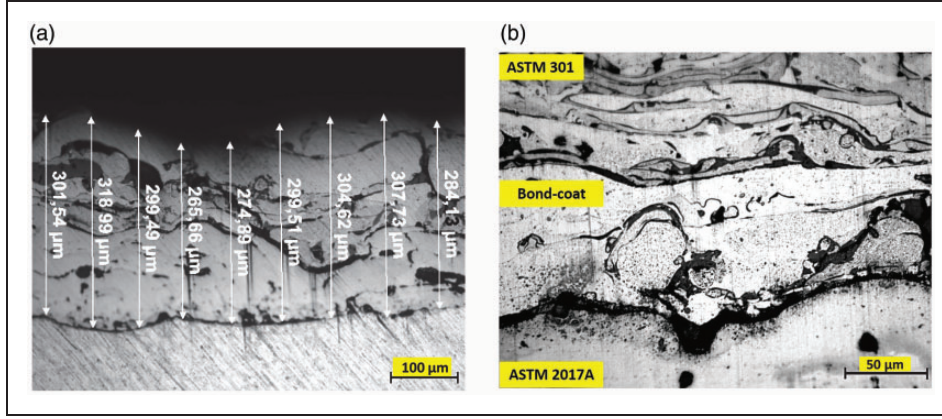 (a)
301,54 µm
318,99 µm
299,49 µm
265,66 µm
274,89 µm
299,51 µm
304,62 µm
307,73 µm
100 µm
(b)
ASTM 301
Bond-coat
ASTM 2017A
50 µm